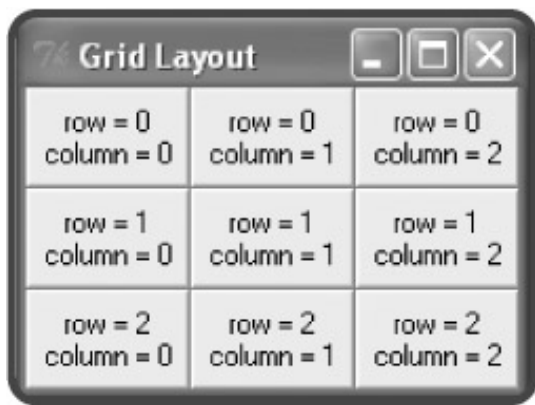 Grid Layout
row = 0 row = 0 row = 0
column = 0 column = 1 column = 2
row = 1 row = 1 row = 1
column = 0 column = 1 column = 2
row = 2 row = 2 row = 2
column = 0 column = 1 column = 2